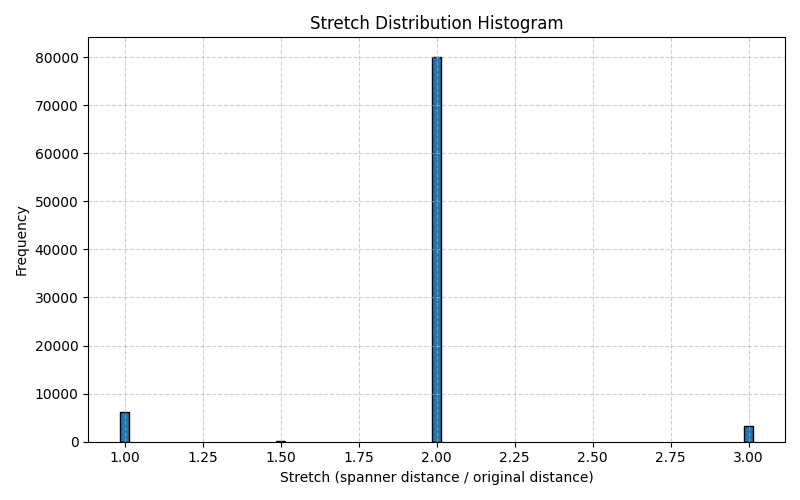 Stretch Distribution Histogram
Frequency
80000
70000
60000
50000
40000
30000
20000
10000
0
1.00 1.25 1.50 1.75 2.00 2.25 2.50 2.75 3.00
Stretch (spanner distance / original distance)